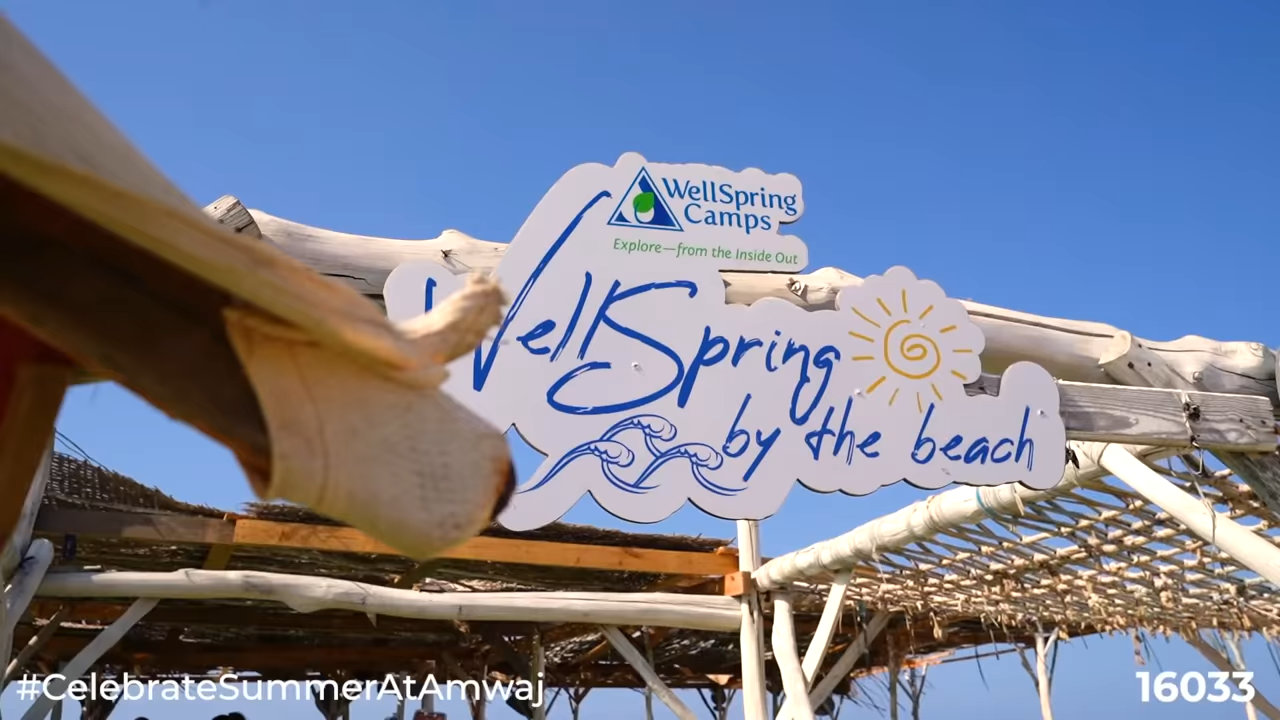 WellSpring
Camps
Explore—from the Inside Out
WellSpring
by the beach
#CelebrateSummerAtAmwaj
16033